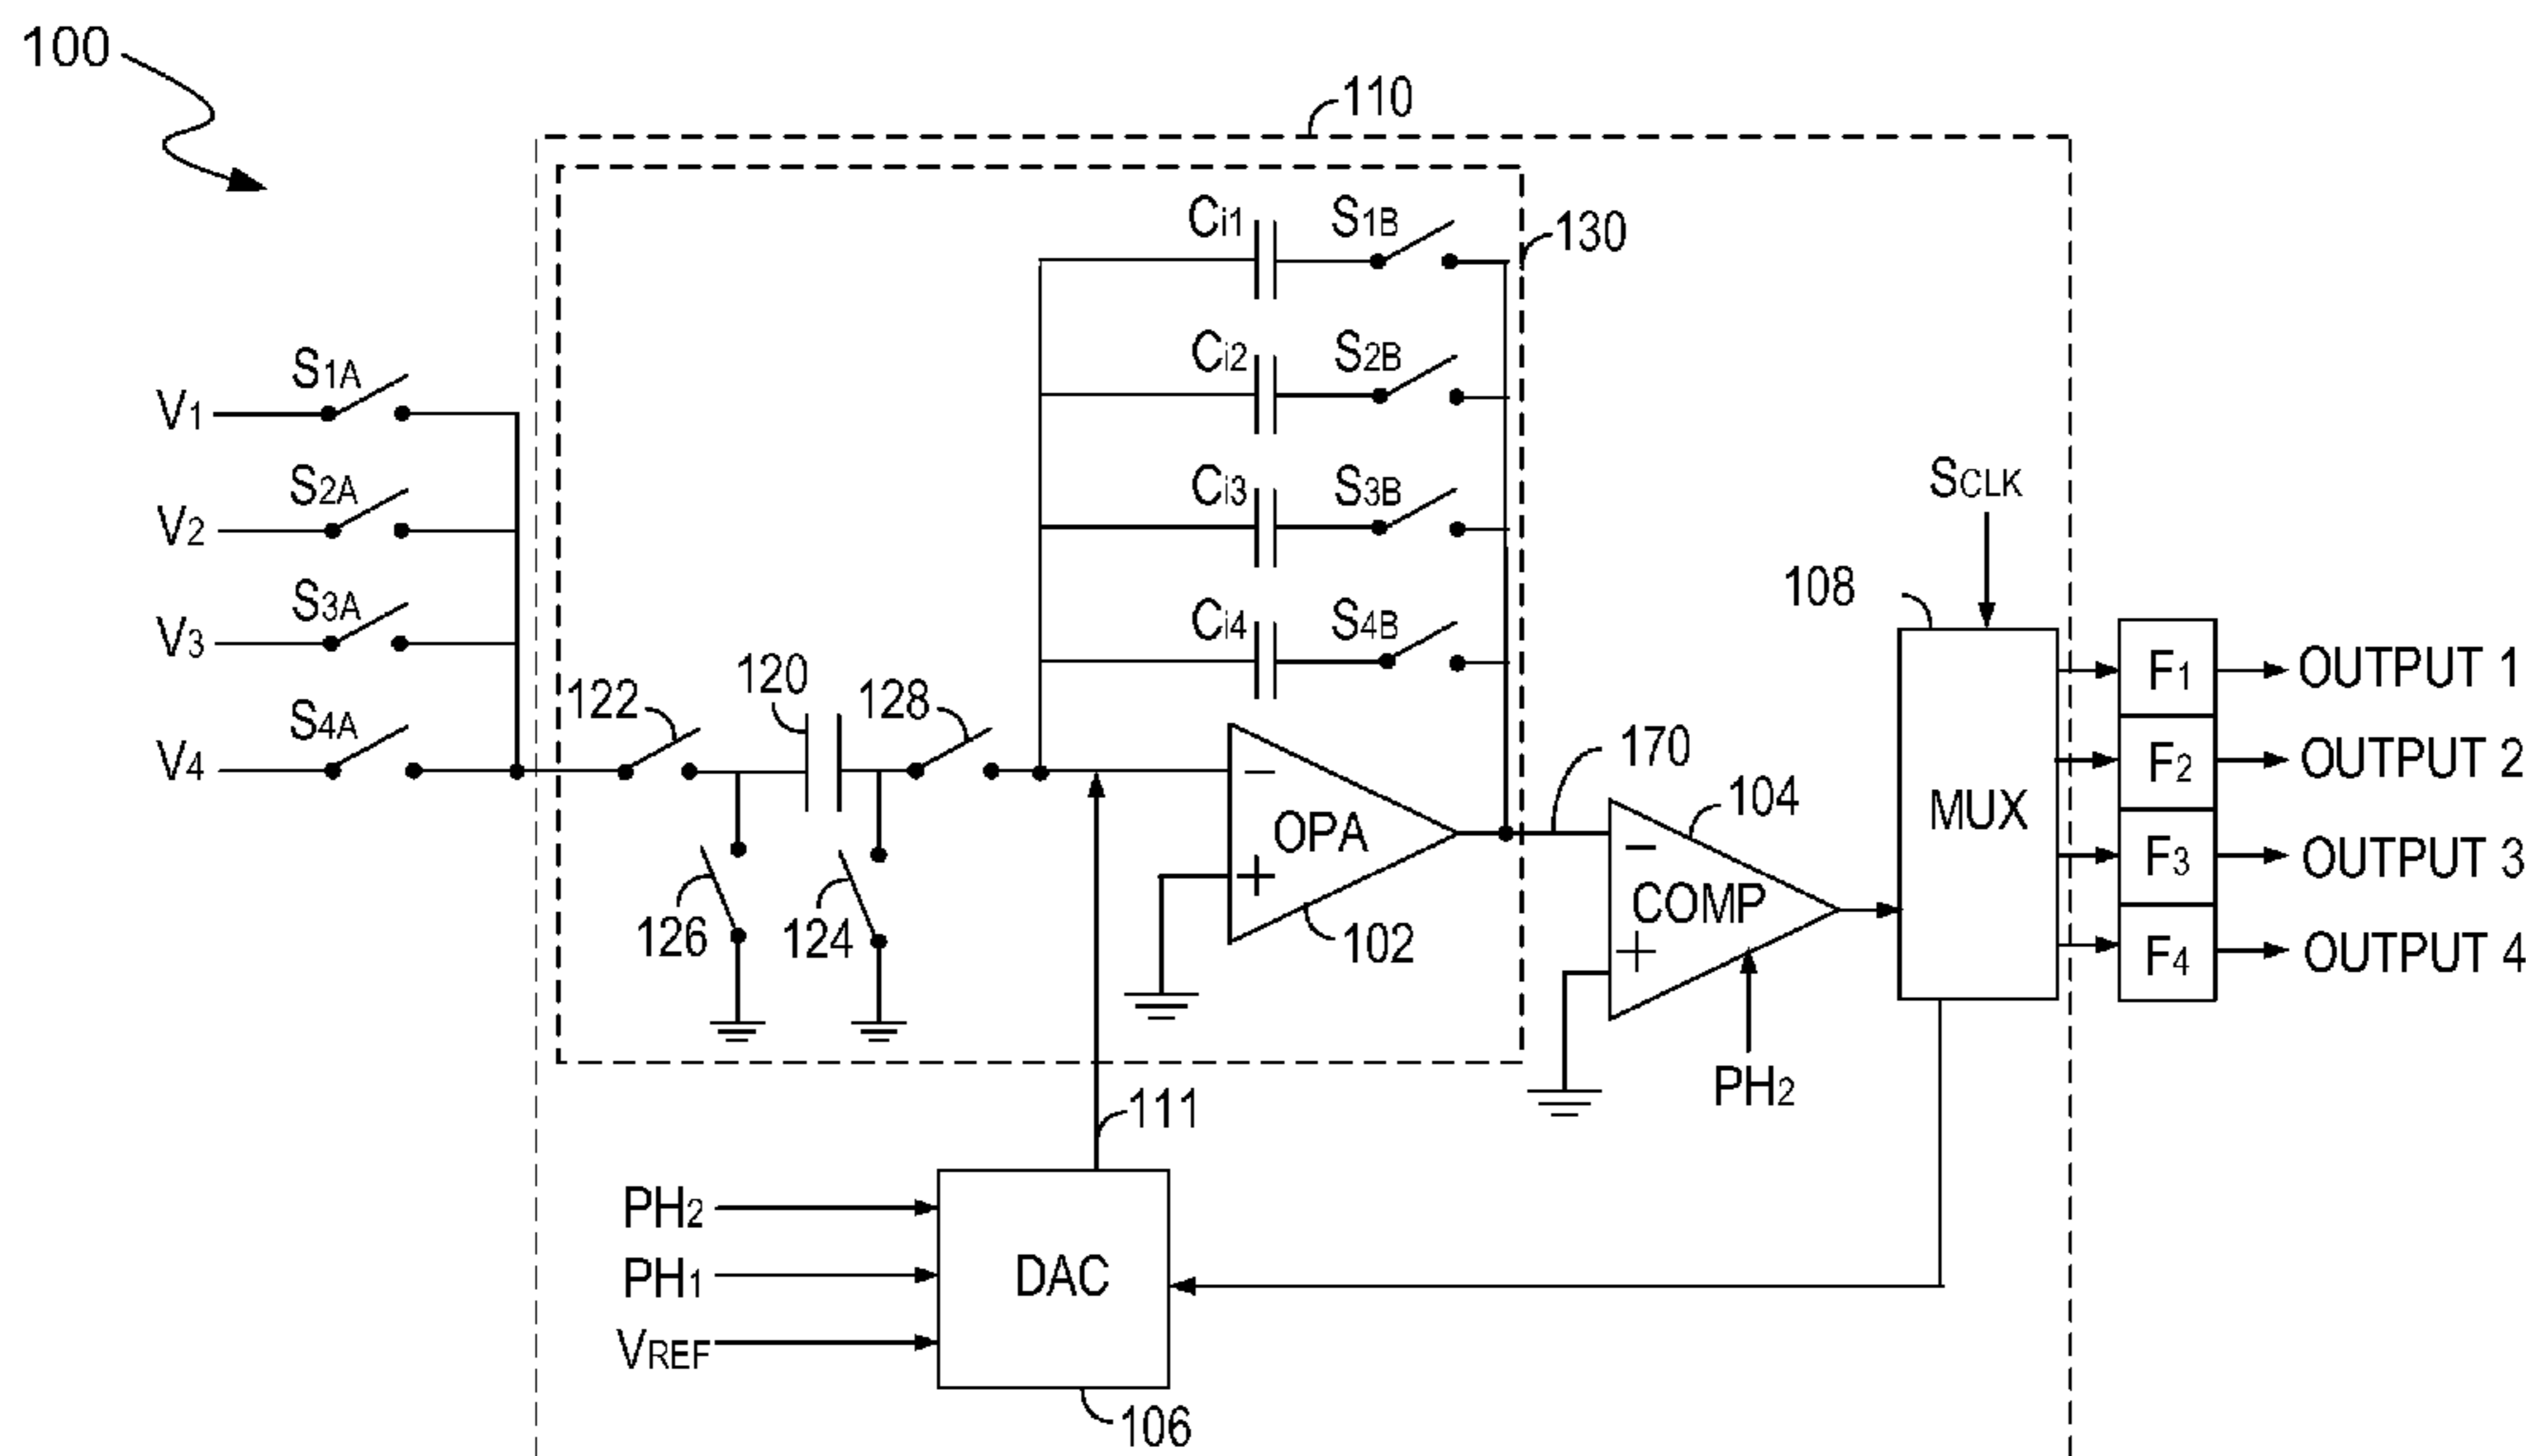 100
110
Ci1 S1B
130
Ci2 S2B
S1A
V1
Ci3 S3B
S2A
V2
SCLK
S3A
V3
Ci4 S4B
108
S4A
V4
122
120
128
F1 OUTPUT 1
F2 OUTPUT 2
F3 OUTPUT 3
F4 OUTPUT 4
170
104
−
OPA
+
MUX
−
COMP
+
126
124
102
PH2
111
PH2
PH1
VREF
DAC
106